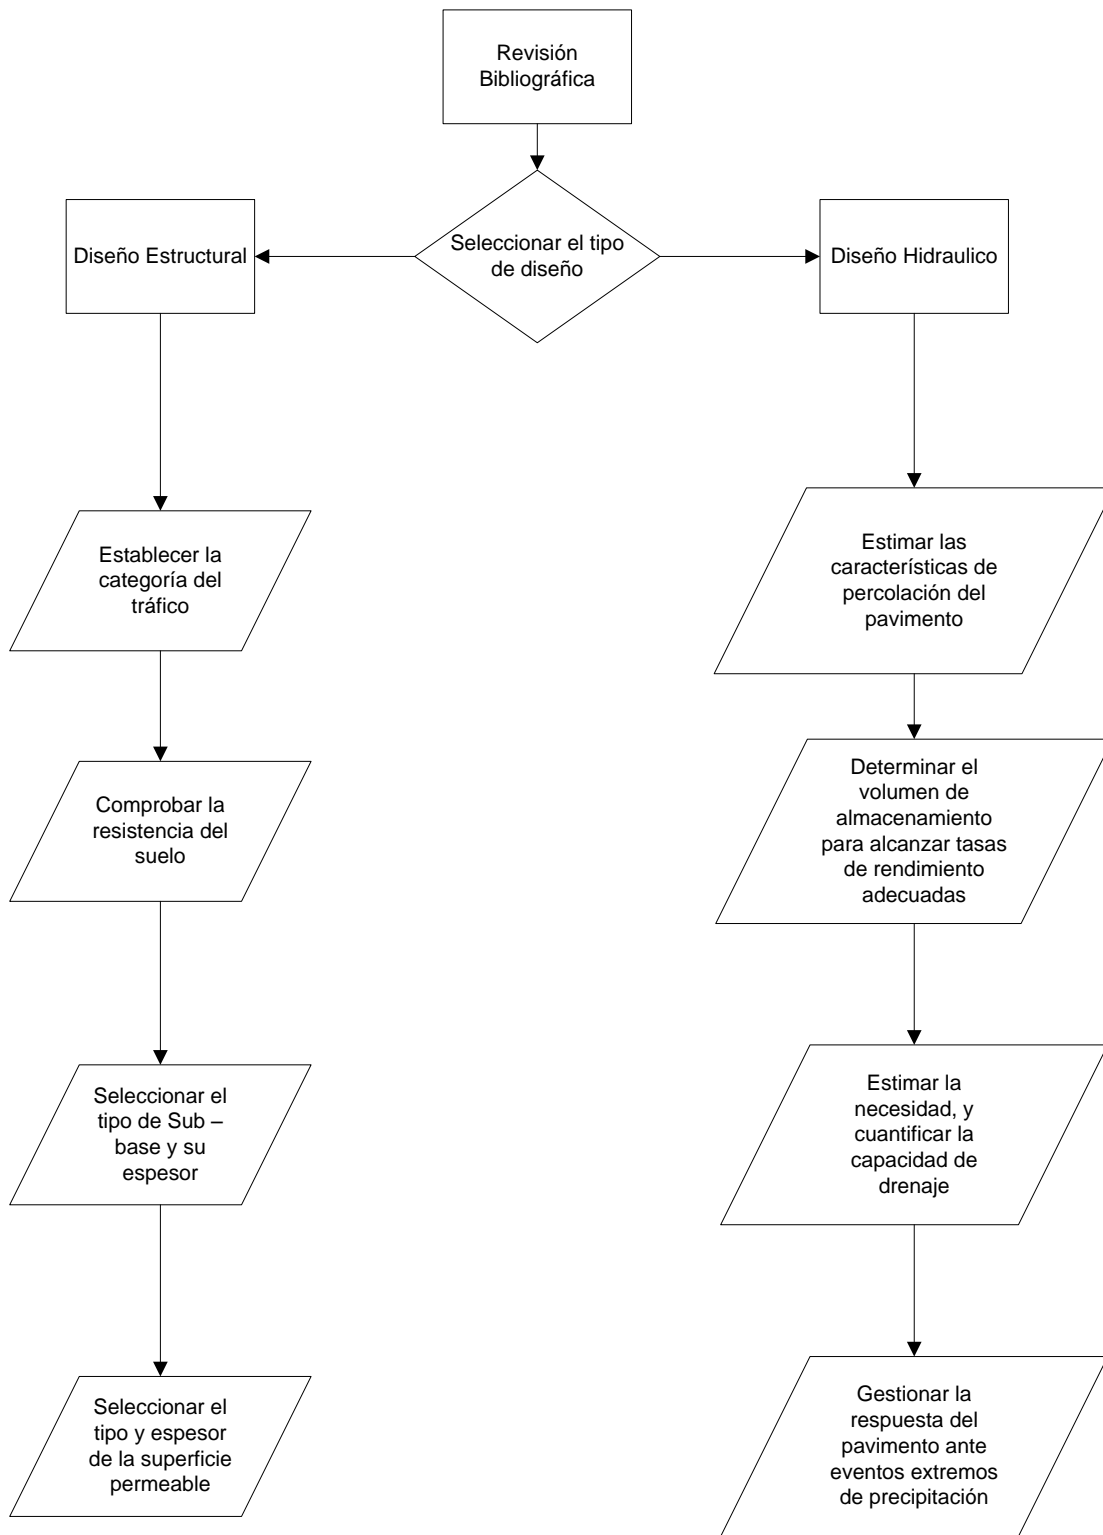 Revisión
Bibliográfica
Seleccionar el tipo
de diseño
Diseño Estructural
Diseño Hidraulico
Establecer la
categoría del
tráfico
Comprobar la
resistencia del
suelo
Seleccionar el
tipo de Sub –
base y su
espesor
Seleccionar el
tipo y espesor
de la superficie
permeable
Estimar las
características de
percolación del
pavimento
Determinar el
volumen de
almacenamiento
para alcanzar tasas
de rendimiento
adecuadas
Estimar la
necesidad, y
cuantificar la
capacidad de
drenaje
Gestionar la
respuesta del
pavimento ante
eventos extremos
de precipitación